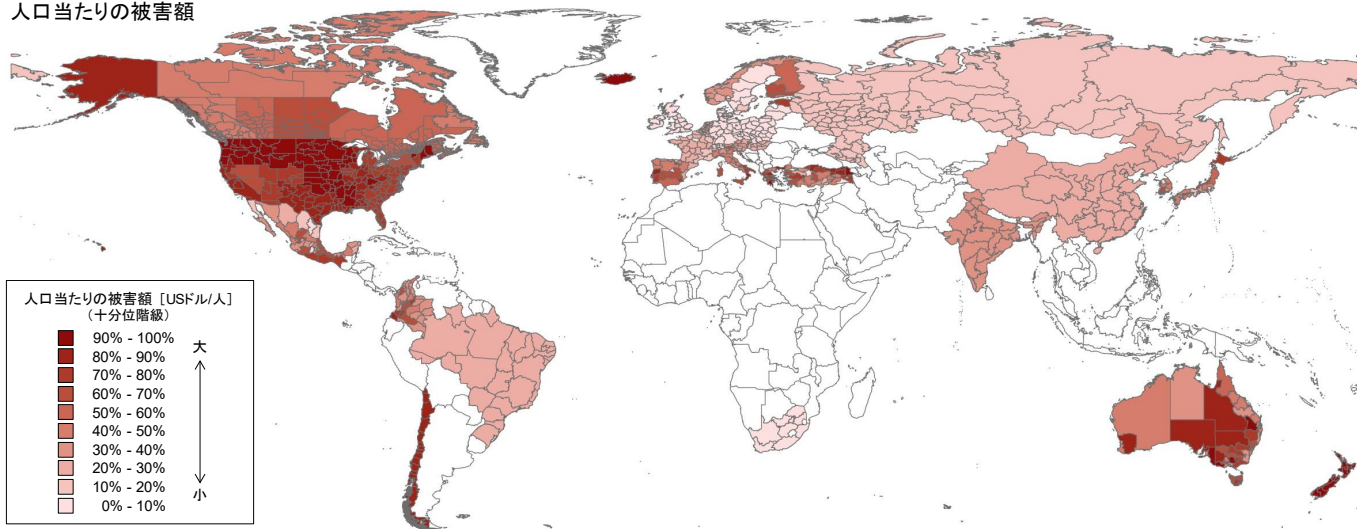 人口当たりの被害額
人口当たりの被害額 [USドル/人]
(十分位階級)
90% - 100%
80% - 90%
70% - 80%
60% - 70%
50% - 60%
40% - 50%
30% - 40%
20% - 30%
10% - 20%
0% - 10%
大
小